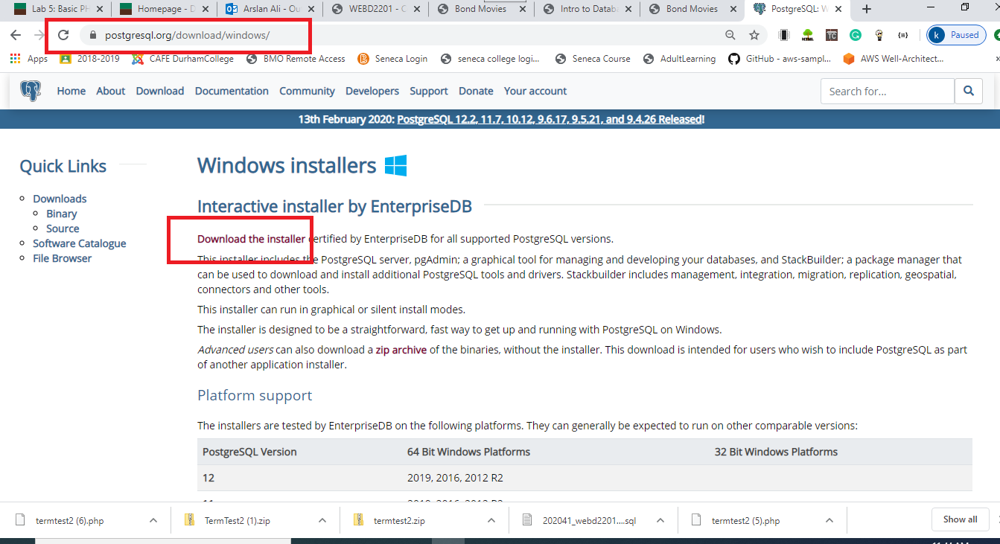 Lab 5: Basic PH
Homepage - D
Arslan Ali - Ou
WEBD2201 - C
Bond Movies
Intro to Datab
Bond Movies
PostgreSQL: W
postgresql.org/download/windows/
TC
k Paused
Apps
2018-2019
CAFE DurhamCollege
BMO Remote Access
Seneca Login
seneca college logi...
Seneca Course
AdultLearning
GitHub - aws-sampl...
AWS Well-Architect...
Home About Download Documentation Community Developers Support Donate Your account
Search for...
13th February 2020: PostgreSQL 12.2, 11.7, 10.12, 9.6.17, 9.5.21, and 9.4.26 Released!
Quick Links
Downloads
Binary
Source
Software Catalogue
File Browser
Windows installers
Interactive installer by EnterpriseDB
Download the installer certified by EnterpriseDB for all supported PostgreSQL versions.
This installer includes the PostgreSQL server, pgAdmin; a graphical tool for managing and developing your databases, and StackBuilder; a package manager that
can be used to download and install additional PostgreSQL tools and drivers. Stackbuilder includes management, integration, migration, replication, geospatial,
connectors and other tools.
This installer can run in graphical or silent install modes.
The installer is designed to be a straightforward, fast way to get up and running with PostgreSQL on Windows.
Advanced users can also download a zip archive of the binaries, without the installer. This download is intended for users who wish to include PostgreSQL as part
of another application installer.
Platform support
The installers are tested by EnterpriseDB on the following platforms. They can generally be expected to run on other comparable versions:
PostgreSQL Version 64 Bit Windows Platforms 32 Bit Windows Platforms
12 2019, 2016, 2012 R2
termtest2 (6).php
TermTest2 (1).zip
termtest2.zip
202041_webd2201....sql
termtest2 (5).php
Show all